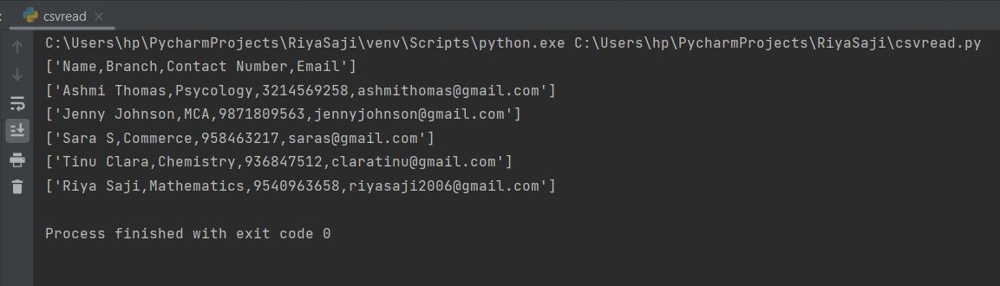 :
csvread
C:\Users\hp\PycharmProjects\RiyaSaji\venv\Scripts\python.exe C:\Users\hp\PycharmProjects\RiyaSaji\csvread.py
['Name,Branch,Contact Number,Email']
['Ashmi Thomas,Psycology,3214569258,ashmithomas@gmail.com']
['Jenny Johnson,MCA,9871809563,jennyjohnson@gmail.com']
['Sara S,Commerce,958463217,saras@gmail.com']
['Tinu Clara,Chemistry,936847512,claratinu@gmail.com']
['Riya Saji,Mathematics,9540963658,riyasaji2006@gmail.com']
Process finished with exit code 0